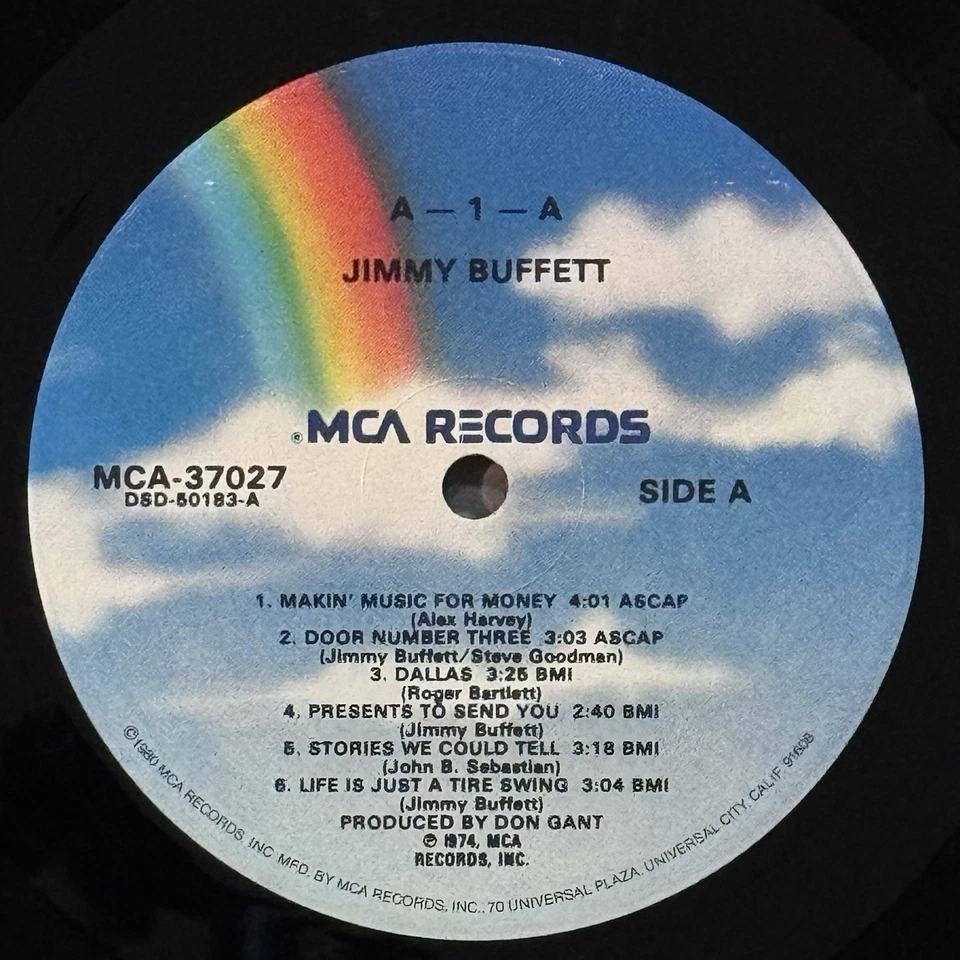 A — 1 — A
JIMMY BUFFETT
® MCA RECORDS
MCA-37027
DSD-50183-A
SIDE A
1. MAKIN' MUSIC FOR MONEY 4:01 ASCAP
(Alex Harvey)
2. DOOR NUMBER THREE 3:03 ASCAP
(Jimmy Buffett/Steve Goodman)
3. DALLAS 3:25 BMI
(Roger Bartlett)
4. PRESENTS TO SEND YOU 2:40 BMI
(Jimmy Buffett)
5. STORIES WE COULD TELL 3:18 BMI
(John B. Sebastian)
6. LIFE IS JUST A TIRE SWING 3:04 BMI
(Jimmy Buffett)
PRODUCED BY DON GANT
℗ 1974, MCA
RECORDS, INC.
©1980 MCA RECORDS, INC. MFD. BY MCA RECORDS, INC., 70 UNIVERSAL PLAZA, UNIVERSAL CITY, CALIF. 91608